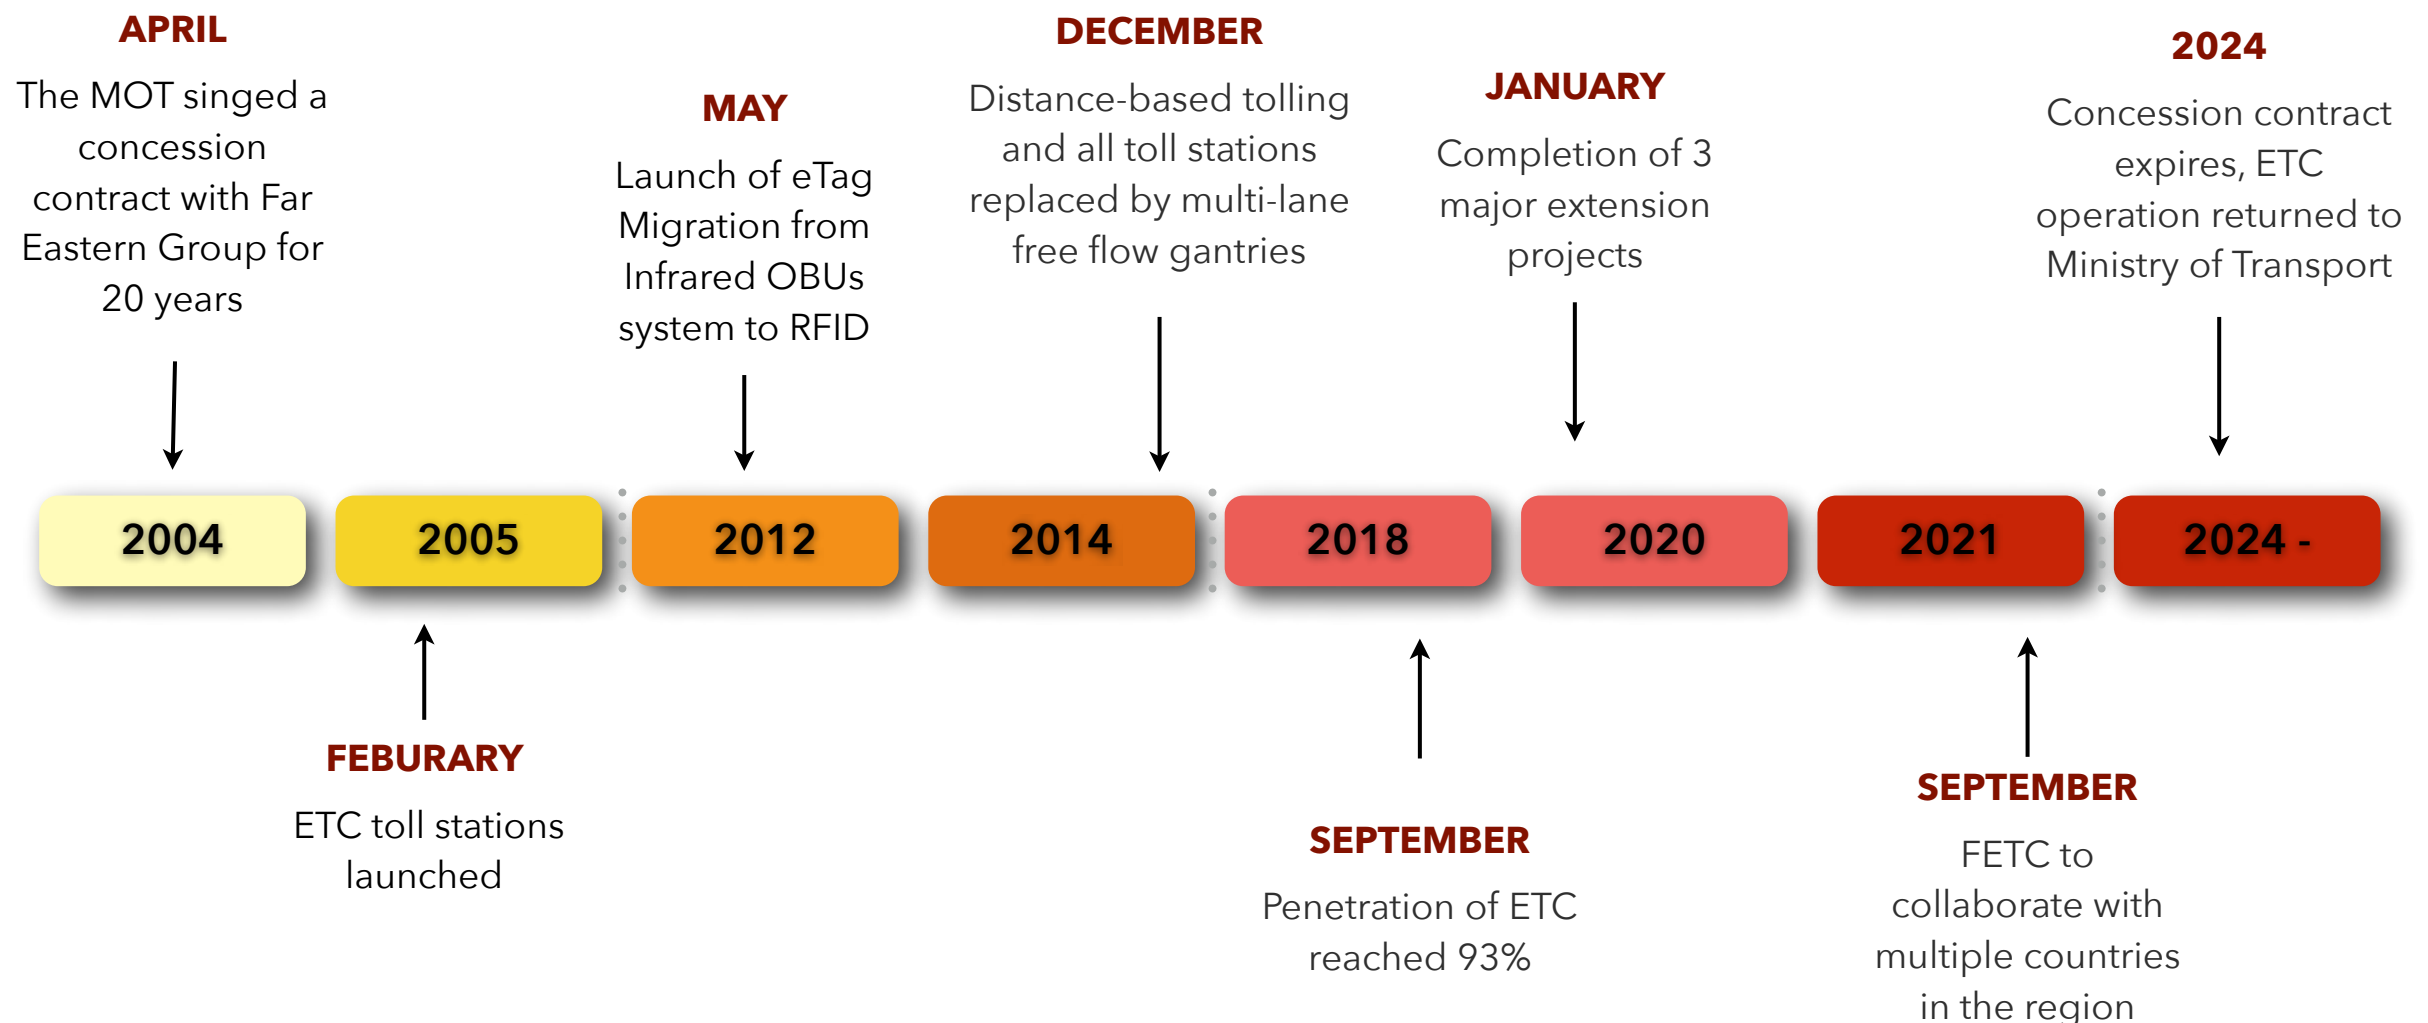 APRIL
The MOT singed a
concession
contract with Far
Eastern Group for
20 years
MAY
Launch of eTag
Migration from
Infrared OBUs
system to RFID
DECEMBER
Distance-based tolling
and all toll stations
replaced by multi-lane
free flow gantries
JANUARY
Completion of 3
major extension
projects
2024
Concession contract
expires, ETC
operation returned to
Ministry of Transport
2004
2005
2012
2014
2018
2020
2021
2024 -
FEBURARY
ETC toll stations
launched
SEPTEMBER
Penetration of ETC
reached 93%
SEPTEMBER
FETC to
collaborate with
multiple countries
in the region